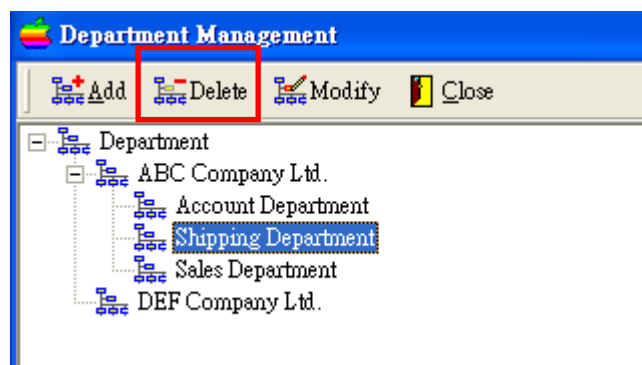 Department Management
Add Delete Modify Close
Department
ABC Company Ltd.
Account Department
Shipping Department
Sales Department
DEF Company Ltd.